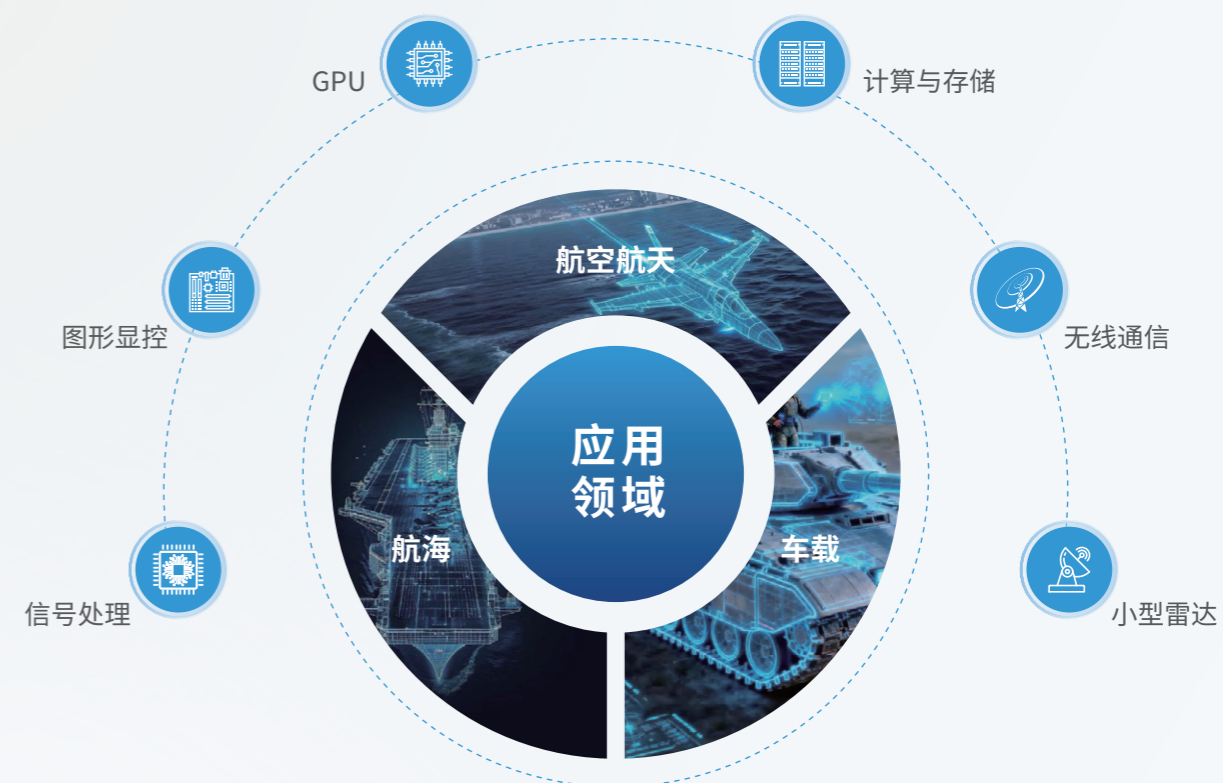 GPU
计算与存储
航空航天
图形显控
无线通信
应用
领域
航海
车载
信号处理
小型雷达